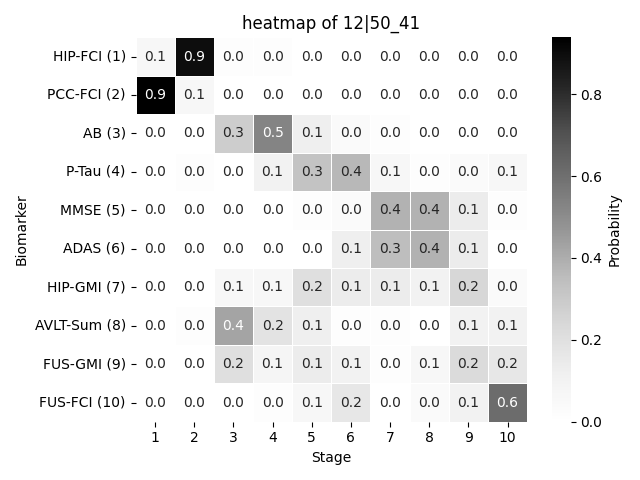 heatmap of 12|50_41
HIP-FCI (1) 0.1 0.9 0.0 0.0 0.0 0.0 0.0 0.0 0.0 0.0
PCC-FCI (2) 0.9 0.1 0.0 0.0 0.0 0.0 0.0 0.0 0.0 0.0
AB (3) 0.0 0.0 0.3 0.5 0.1 0.0 0.0 0.0 0.0 0.0
P-Tau (4) 0.0 0.0 0.0 0.1 0.3 0.4 0.1 0.0 0.0 0.1
MMSE (5) 0.0 0.0 0.0 0.0 0.0 0.0 0.4 0.4 0.1 0.0
ADAS (6) 0.0 0.0 0.0 0.0 0.0 0.1 0.3 0.4 0.1 0.0
HIP-GMI (7) 0.0 0.0 0.1 0.1 0.2 0.1 0.1 0.1 0.2 0.0
AVLT-Sum (8) 0.0 0.0 0.4 0.2 0.1 0.0 0.0 0.0 0.1 0.1
FUS-GMI (9) 0.0 0.0 0.2 0.1 0.1 0.1 0.0 0.1 0.2 0.2
FUS-FCI (10) 0.0 0.0 0.0 0.0 0.1 0.2 0.0 0.0 0.1 0.6
1 2 3 4 5 6 7 8 9 10
Stage
Biomarker
0.8
0.6
0.4
0.2
0.0
Probability